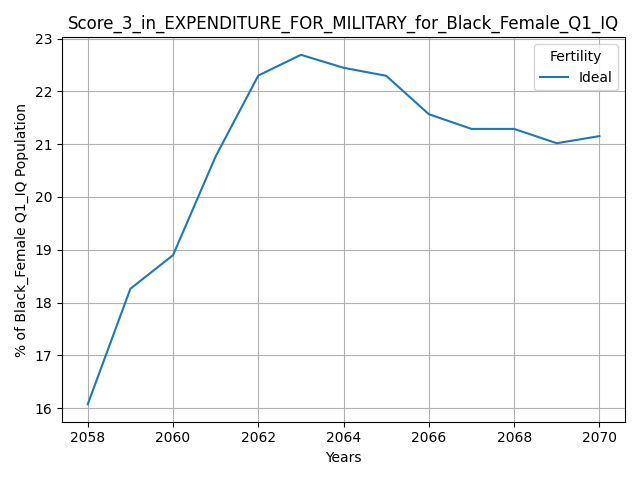 Score_3_in_EXPENDITURE_FOR_MILITARY_for_Black_Female_Q1_IQ
23
22
21
20
19
18
17
16
% of Black_Female Q1_IQ Population
Fertility
Ideal
2058 2060 2062 2064 2066 2068 2070
Years